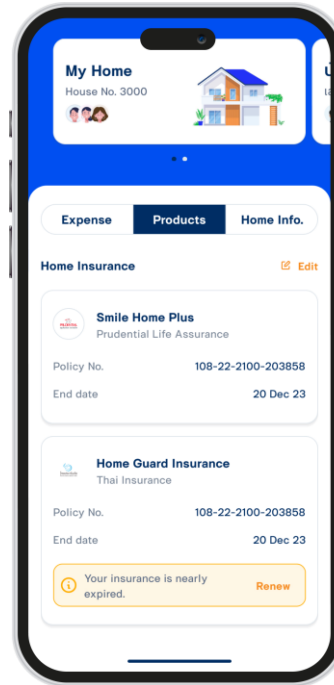 My Home
House No. 3000
Expense Products Home Info.
Home Insurance Edit
Smile Home Plus
Prudential Life Assurance
Policy No. 108-22-2100-203858
End date 20 Dec 23
Home Guard Insurance
Thai Insurance
Policy No. 108-22-2100-203858
End date 20 Dec 23
Your insurance is nearly
expired.
Renew